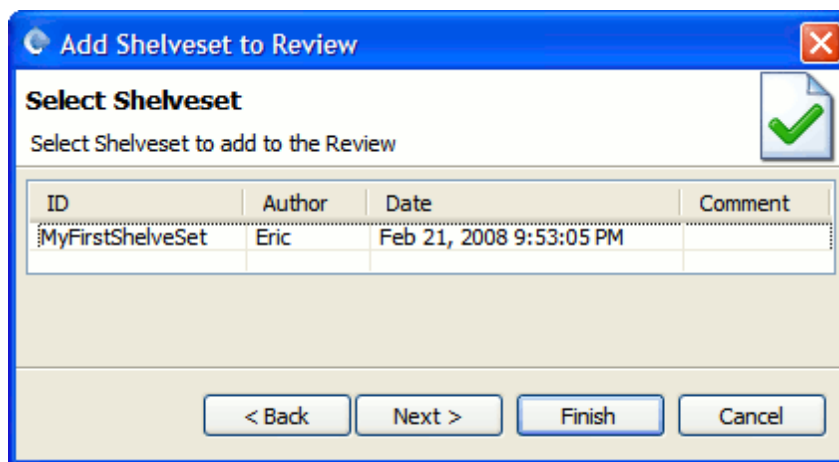 Add Shelveset to Review
Select Shelveset
Select Shelveset to add to the Review
ID Author Date Comment
MyFirstShelveSet Eric Feb 21, 2008 9:53:05 PM
< Back Next > Finish Cancel